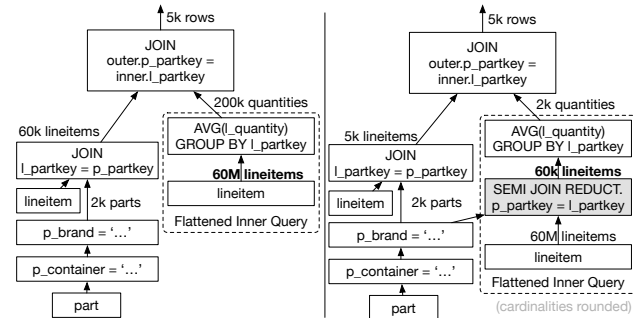 5k rows
JOIN
outer.p_partkey =
inner.l_partkey
200k quantities
60k lineitems
AVG(l_quantity)
GROUP BY l_partkey
JOIN
l_partkey = p_partkey
60M lineitems
lineitem
lineitem
2k parts
Flattened Inner Query
p_brand = ‘…’
p_container = ‘…’
part
5k rows
JOIN
outer.p_partkey =
inner.l_partkey
2k quantities
5k lineitems
AVG(l_quantity)
GROUP BY l_partkey
JOIN
l_partkey = p_partkey
60k lineitems
SEMI JOIN REDUCT.
p_partkey = l_partkey
lineitem
2k parts
p_brand = ‘…’
60M lineitems
lineitem
p_container = ‘…’
Flattened Inner Query
part
(cardinalities rounded)